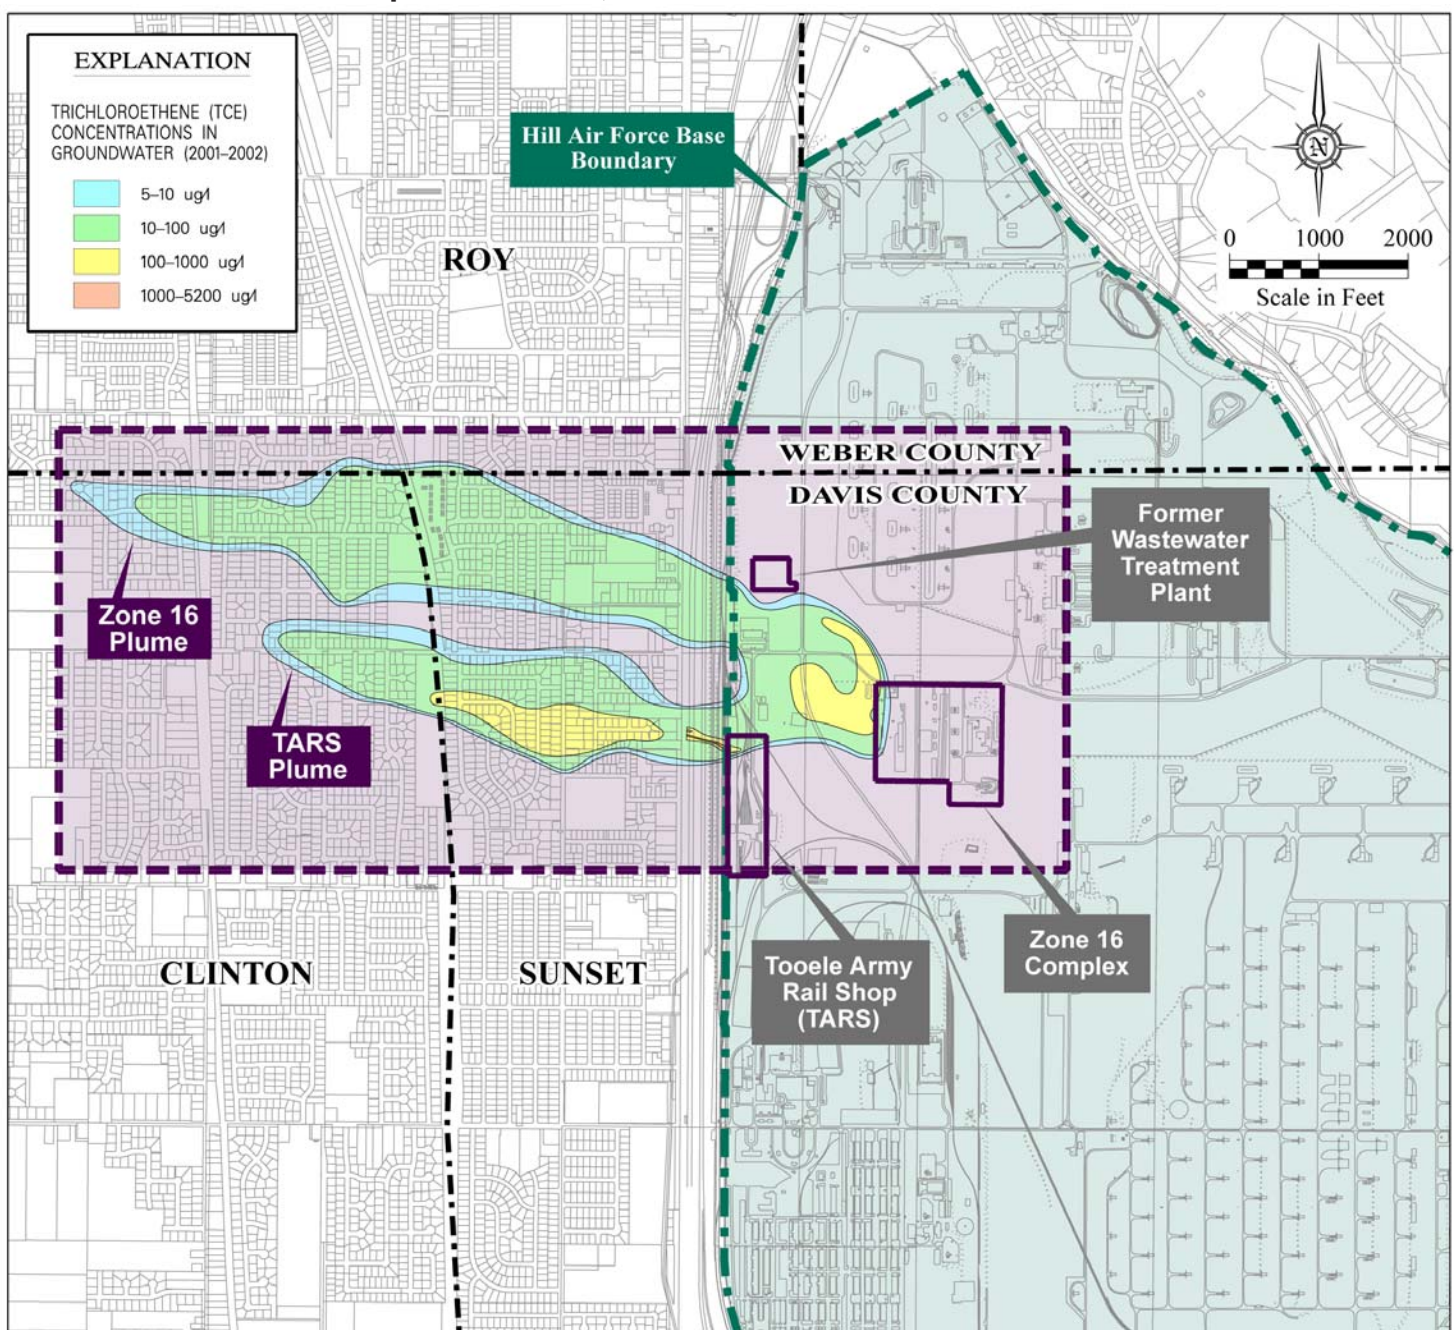 EXPLANATION
TRICHLOROETHENE (TCE)
CONCENTRATIONS IN
GROUNDWATER (2001–2002)
5–10 ug/l
10–100 ug/l
100–1000 ug/l
1000–5200 ug/l
Hill Air Force Base
Boundary
N
0 1000 2000
Scale in Feet
ROY
WEBER COUNTY
DAVIS COUNTY
Former
Wastewater
Treatment
Plant
Zone 16
Plume
TARS
Plume
Zone 16
Complex
Tooele Army
Rail Shop
(TARS)
CLINTON
SUNSET